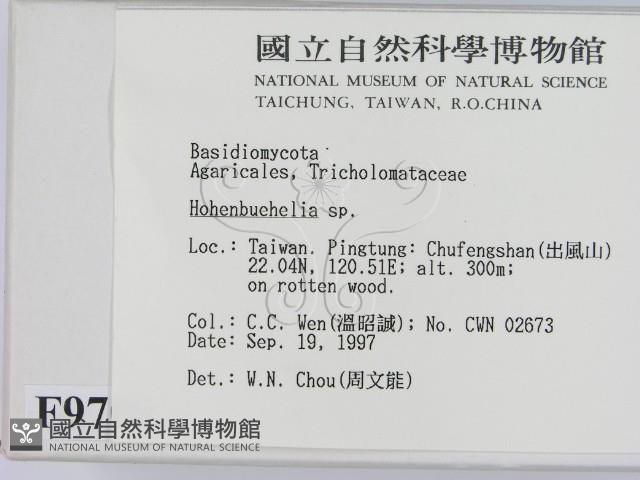 國立自然科學博物館
NATIONAL MUSEUM OF NATURAL SCIENCE
TAICHUNG, TAIWAN, R.O.CHINA
Basidiomycota
Agaricales, Tricholomataceae
Hohenbuehelia sp.
Loc.: Taiwan. Pingtung: Chufengshan(出風山)
22.04N, 120.51E; alt. 300m;
on rotten wood.
Col.: C.C. Wen(溫昭誠); No. CWN 02673
Date: Sep. 19, 1997
Det.: W.N. Chou(周文能)
F97
國立自然科學博物館
NATIONAL MUSEUM OF NATURAL SCIENCE